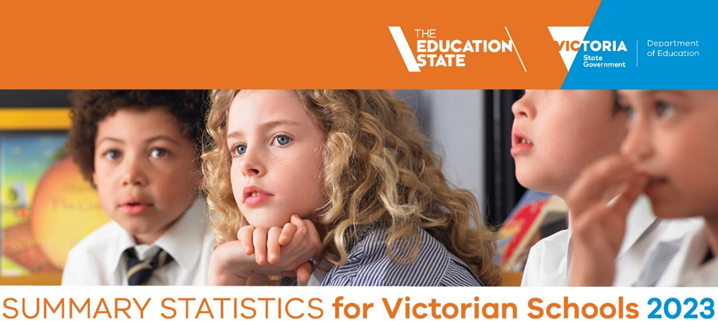 THE
EDUCATION
STATE
VICTORIA
State
Government
Department
of Education
SUMMARY STATISTICS for Victorian Schools 2023